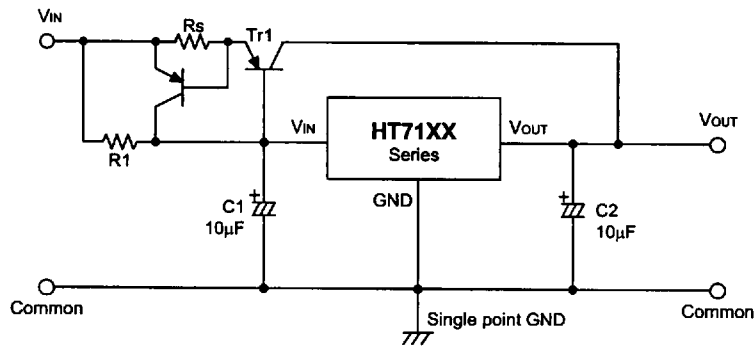 VIN
Rs
Tr1
R1
VIN
HT71XX
Series
VOUT
VOUT
GND
C1
10µF
+
C2
10µF
+
Common
Single point GND
Common